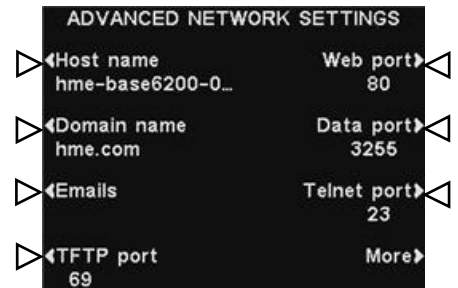 ADVANCED NETWORK SETTINGS
Host name
hme-base6200-0…
Web port
80
Domain name
hme.com
Data port
3255
Emails
Telnet port
23
TFTP port
69
More